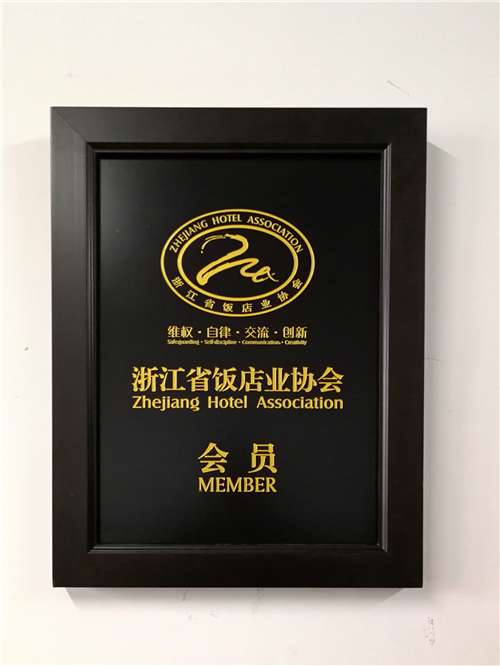 ZHEJIANG HOTEL ASSOCIATION
浙江省饭店业协会
维权·自律·交流·创新
Safeguarding·Self-discipline·Communication·Creativity
浙江省饭店业协会
Zhejiang Hotel Association
会员
MEMBER